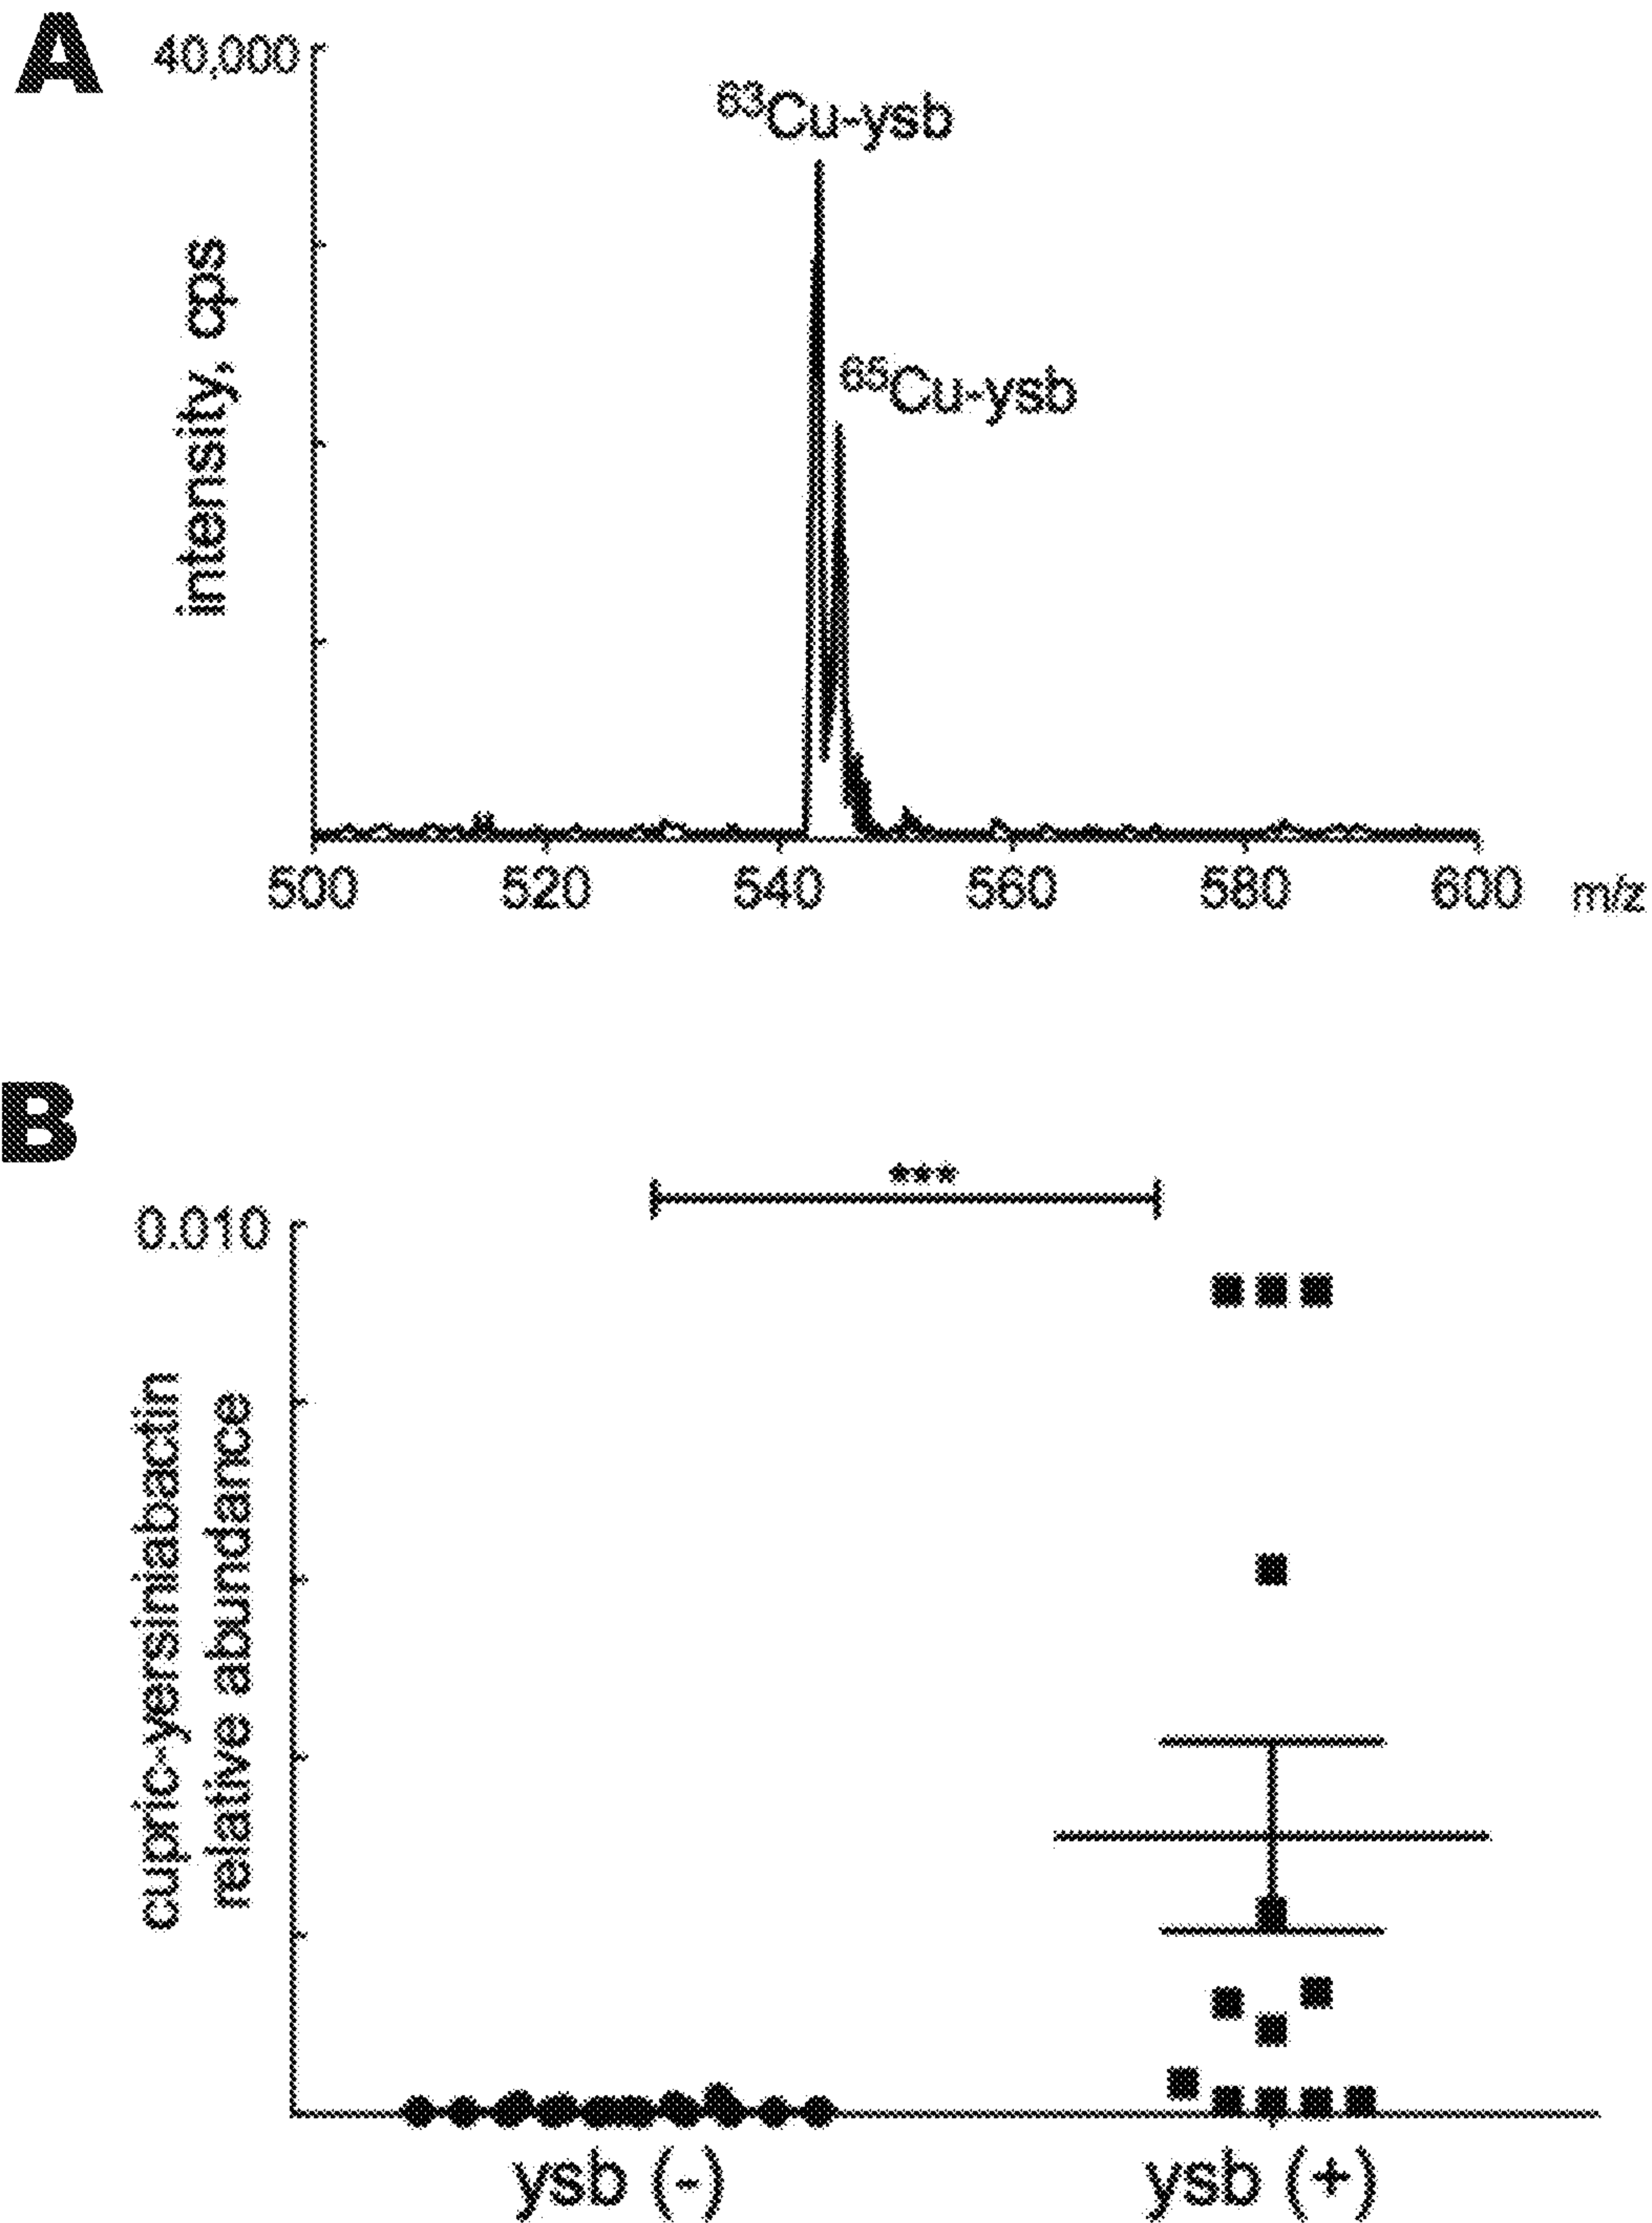 A
40,000
⁶³Cu-ysb
⁶⁵Cu-ysb
intensity, cps
500 520 540 560 580 600 m/z
B
***
0.010
cupric-yersiniabactin
relative abundance
ysb (-) ysb (+)